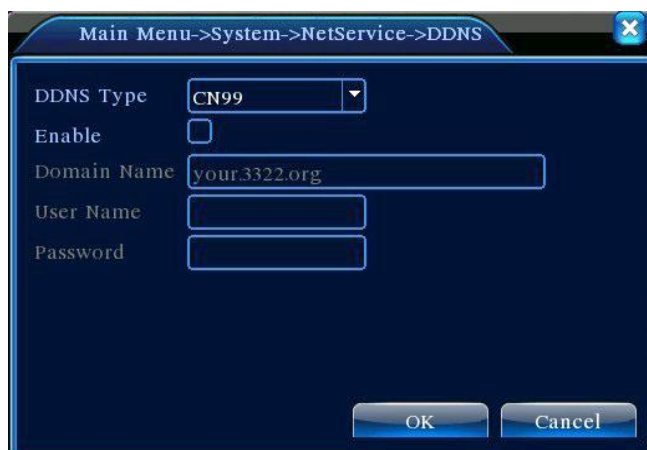 Main Menu->System->NetService->DDNS
DDNS Type CN99
Enable
Domain Name your.3322.org
User Name
Password
OK Cancel